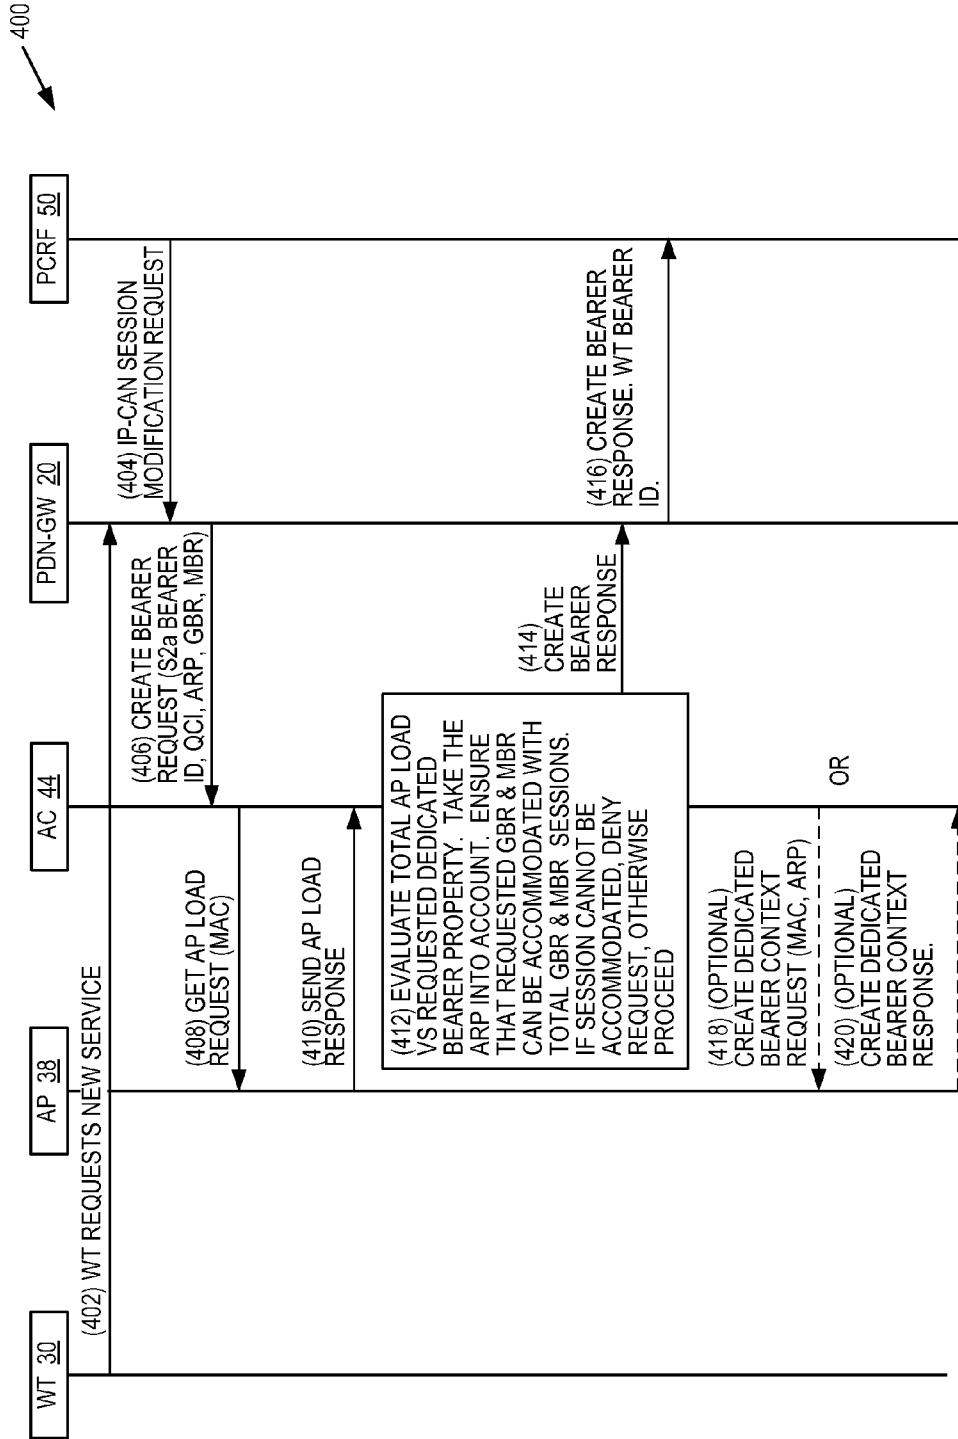 400
WT 30
AP 38
AC 44
PDN-GW 20
PCRF 50
(402) WT REQUESTS NEW SERVICE
(404) IP-CAN SESSION
MODIFICATION REQUEST
(406) CREATE BEARER
REQUEST (S2a BEARER
ID, QCI, ARP, GBR, MBR)
(408) GET AP LOAD
REQUEST (MAC)
(410) SEND AP LOAD
RESPONSE
(412) EVALUATE TOTAL AP LOAD
VS REQUESTED DEDICATED
BEARER PROPERTY. TAKE THE
ARP INTO ACCOUNT. ENSURE
THAT REQUESTED GBR & MBR
CAN BE ACCOMMODATED WITH
TOTAL GBR & MBR SESSIONS.
IF SESSION CANNOT BE
ACCOMMODATED, DENY
REQUEST, OTHERWISE
PROCEED
(414)
CREATE
BEARER
RESPONSE
(416) CREATE BEARER
RESPONSE. WT BEARER
ID.
(418) (OPTIONAL)
CREATE DEDICATED
BEARER CONTEXT
REQUEST (MAC, ARP)
OR
(420) (OPTIONAL)
CREATE DEDICATED
BEARER CONTEXT
RESPONSE.